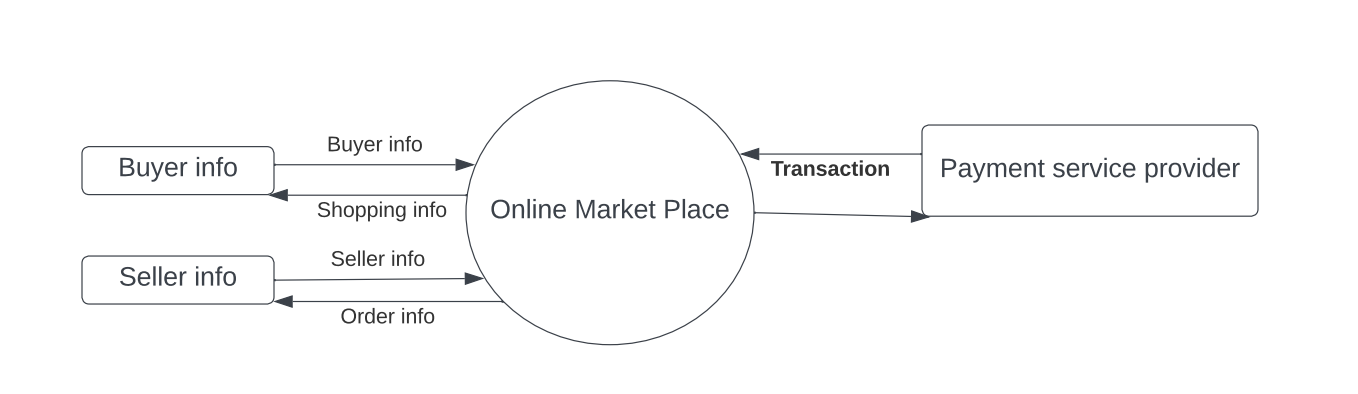 Buyer info
Buyer info
Shopping info
Seller info
Seller info
Order info
Online Market Place
Transaction
Payment service provider